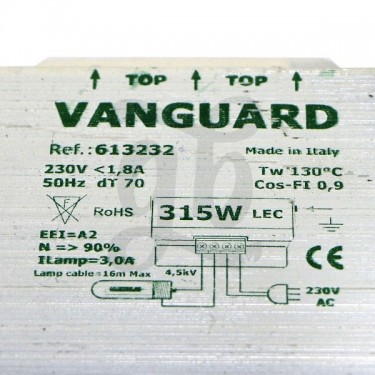 TOP TOP
VANGUARD
Ref.:613232 Made in Italy
230V <1,8A Tw 130°C
50Hz dT 70 Cos-FI 0,9
F RoHS 315W LEC
EEI=A2
N => 90%
ILamp=3,0A CE
Lamp cable=16m Max 4,5kV 230V
AC